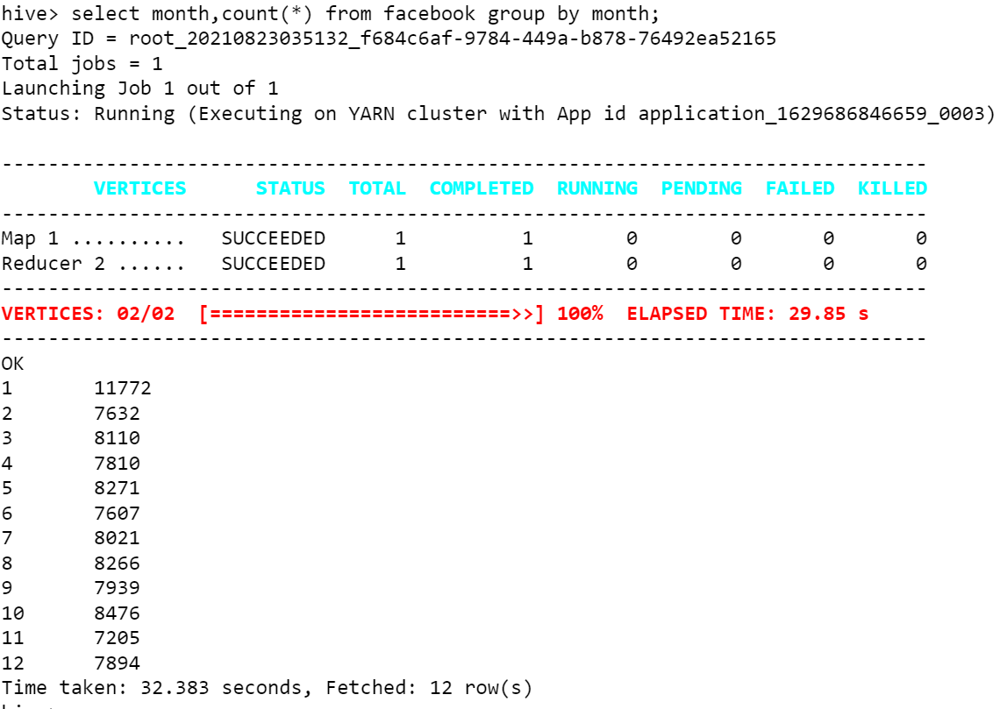 hive> select month,count(*) from facebook group by month;
Query ID = root_20210823035132_f684c6af-9784-449a-b878-76492ea52165
Total jobs = 1
Launching Job 1 out of 1
Status: Running (Executing on YARN cluster with App id application_1629686846659_0003)
--------------------------------------------------------------------------------
VERTICES STATUS TOTAL COMPLETED RUNNING PENDING FAILED KILLED
--------------------------------------------------------------------------------
Map 1 .......... SUCCEEDED 1 1 0 0 0 0
Reducer 2 ...... SUCCEEDED 1 1 0 0 0 0
--------------------------------------------------------------------------------
VERTICES: 02/02 [==========================>>] 100% ELAPSED TIME: 29.85 s
--------------------------------------------------------------------------------
OK
1 11772
2 7632
3 8110
4 7810
5 8271
6 7607
7 8021
8 8266
9 7939
10 8476
11 7205
12 7894
Time taken: 32.383 seconds, Fetched: 12 row(s)